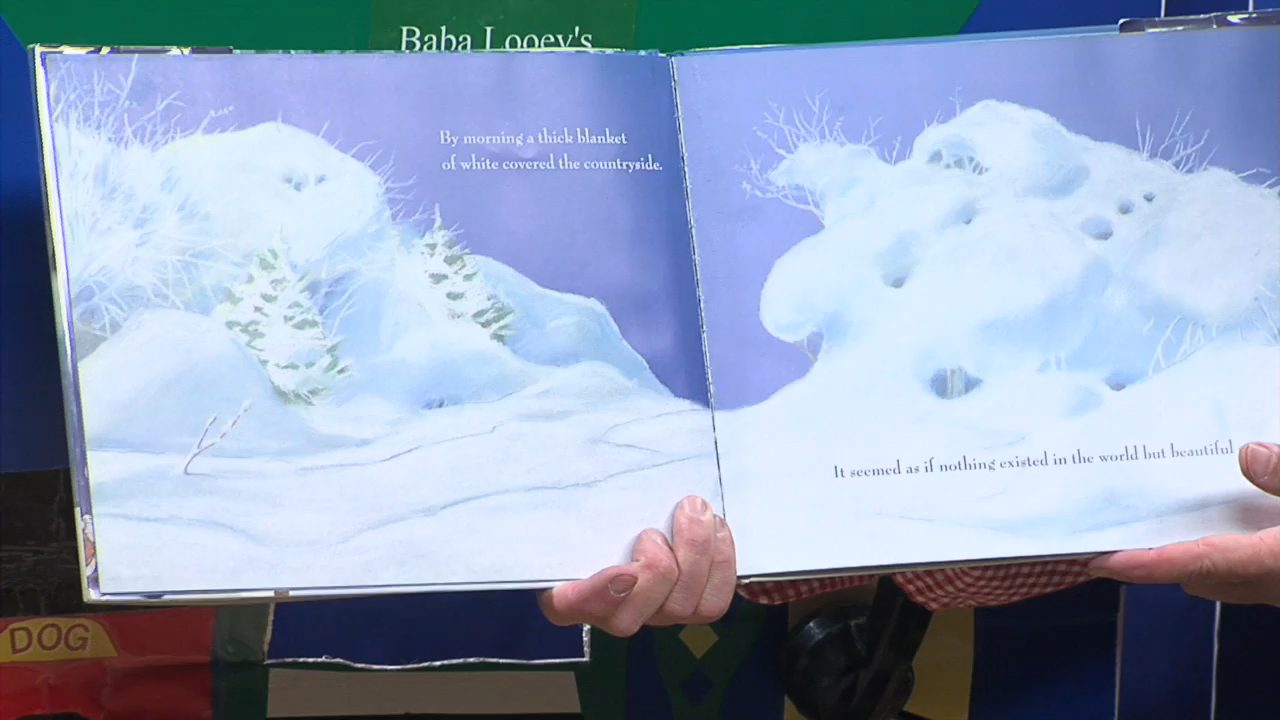 Baba Looey's
By morning a thick blanket
of white covered the countryside.
It seemed as if nothing existed in the world but beautiful
DOG